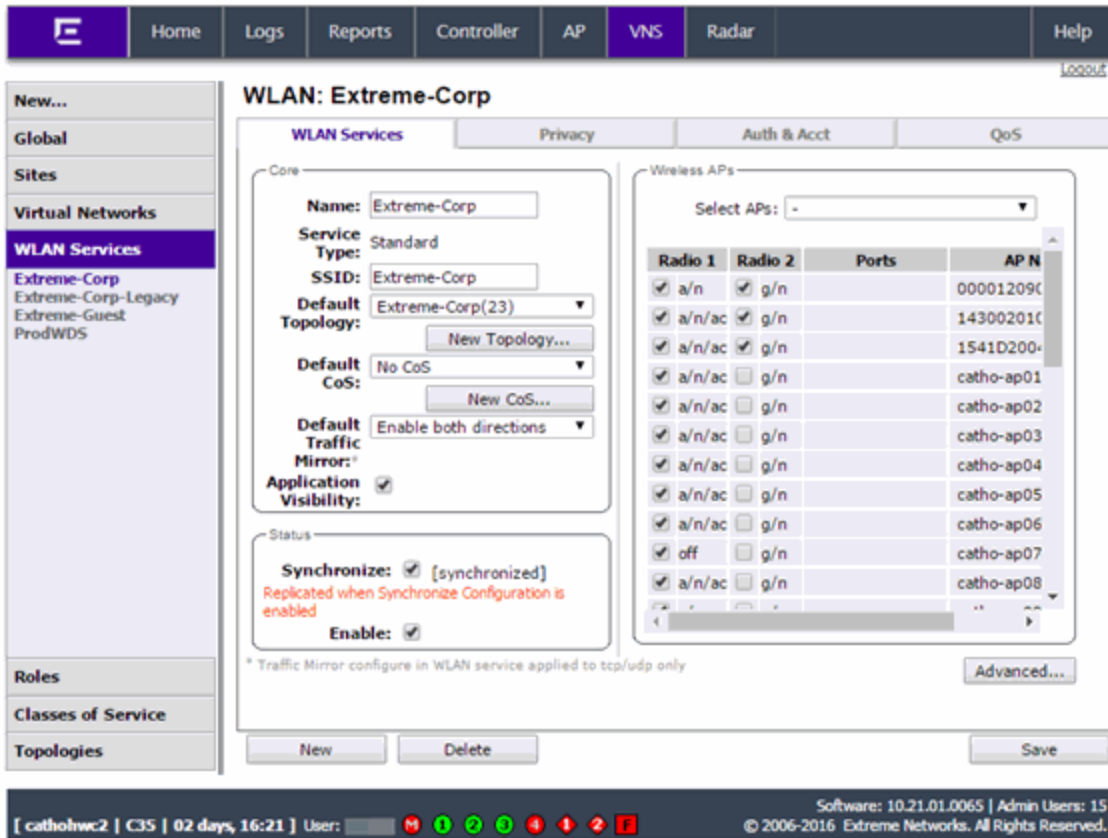 Home Logs Reports Controller AP VNS Radar Help
Logout
New...
Global
Sites
Virtual Networks
WLAN Services
Extreme-Corp
Extreme-Corp-Legacy
Extreme-Guest
ProdWDS
Roles
Classes of Service
Topologies
WLAN: Extreme-Corp
WLAN Services Privacy Auth & Acct QoS
Core
Name: Extreme-Corp
Service Type: Standard
SSID: Extreme-Corp
Default Topology: Extreme-Corp(23)
New Topology...
Default CoS: No CoS
New CoS...
Default Traffic Mirror:* Enable both directions
Application Visibility:
Status
Synchronize: [synchronized]
Replicated when Synchronize Configuration is
enabled
Enable:
* Traffic Mirror configure in WLAN service applied to tcp/udp only
Wireless APs
Select APs: -
Radio 1 Radio 2 Ports AP N
a/n g/n 000012090
a/n/ac g/n 143002010
a/n/ac g/n 1541D2004
a/n/ac g/n catho-ap01
a/n/ac g/n catho-ap02
a/n/ac g/n catho-ap03
a/n/ac g/n catho-ap04
a/n/ac g/n catho-ap05
a/n/ac g/n catho-ap06
off g/n catho-ap07
a/n/ac g/n catho-ap08
Advanced...
New Delete Save
Software: 10.21.01.0065 | Admin Users: 15
[ cathohwc2 | C35 | 02 days, 16:21 ] User: M 1 2 3 4 1 2 F © 2006-2016 Extreme Networks. All Rights Reserved.